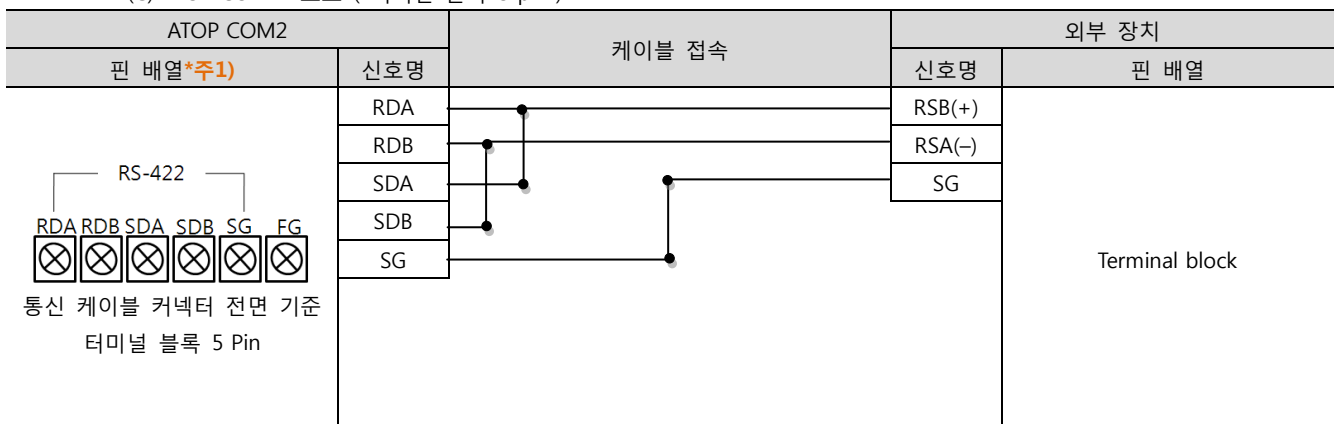 ATOP COM2
케이블 접속
외부 장치
핀 배열*주1)
신호명
신호명
핀 배열
RDA
RSB(+)
RDB
RSA(–)
RS-422
SDA
SG
RDA RDB SDA SDB SG FG
SDB
SG
Terminal block
통신 케이블 커넥터 전면 기준
터미널 블록 5 Pin